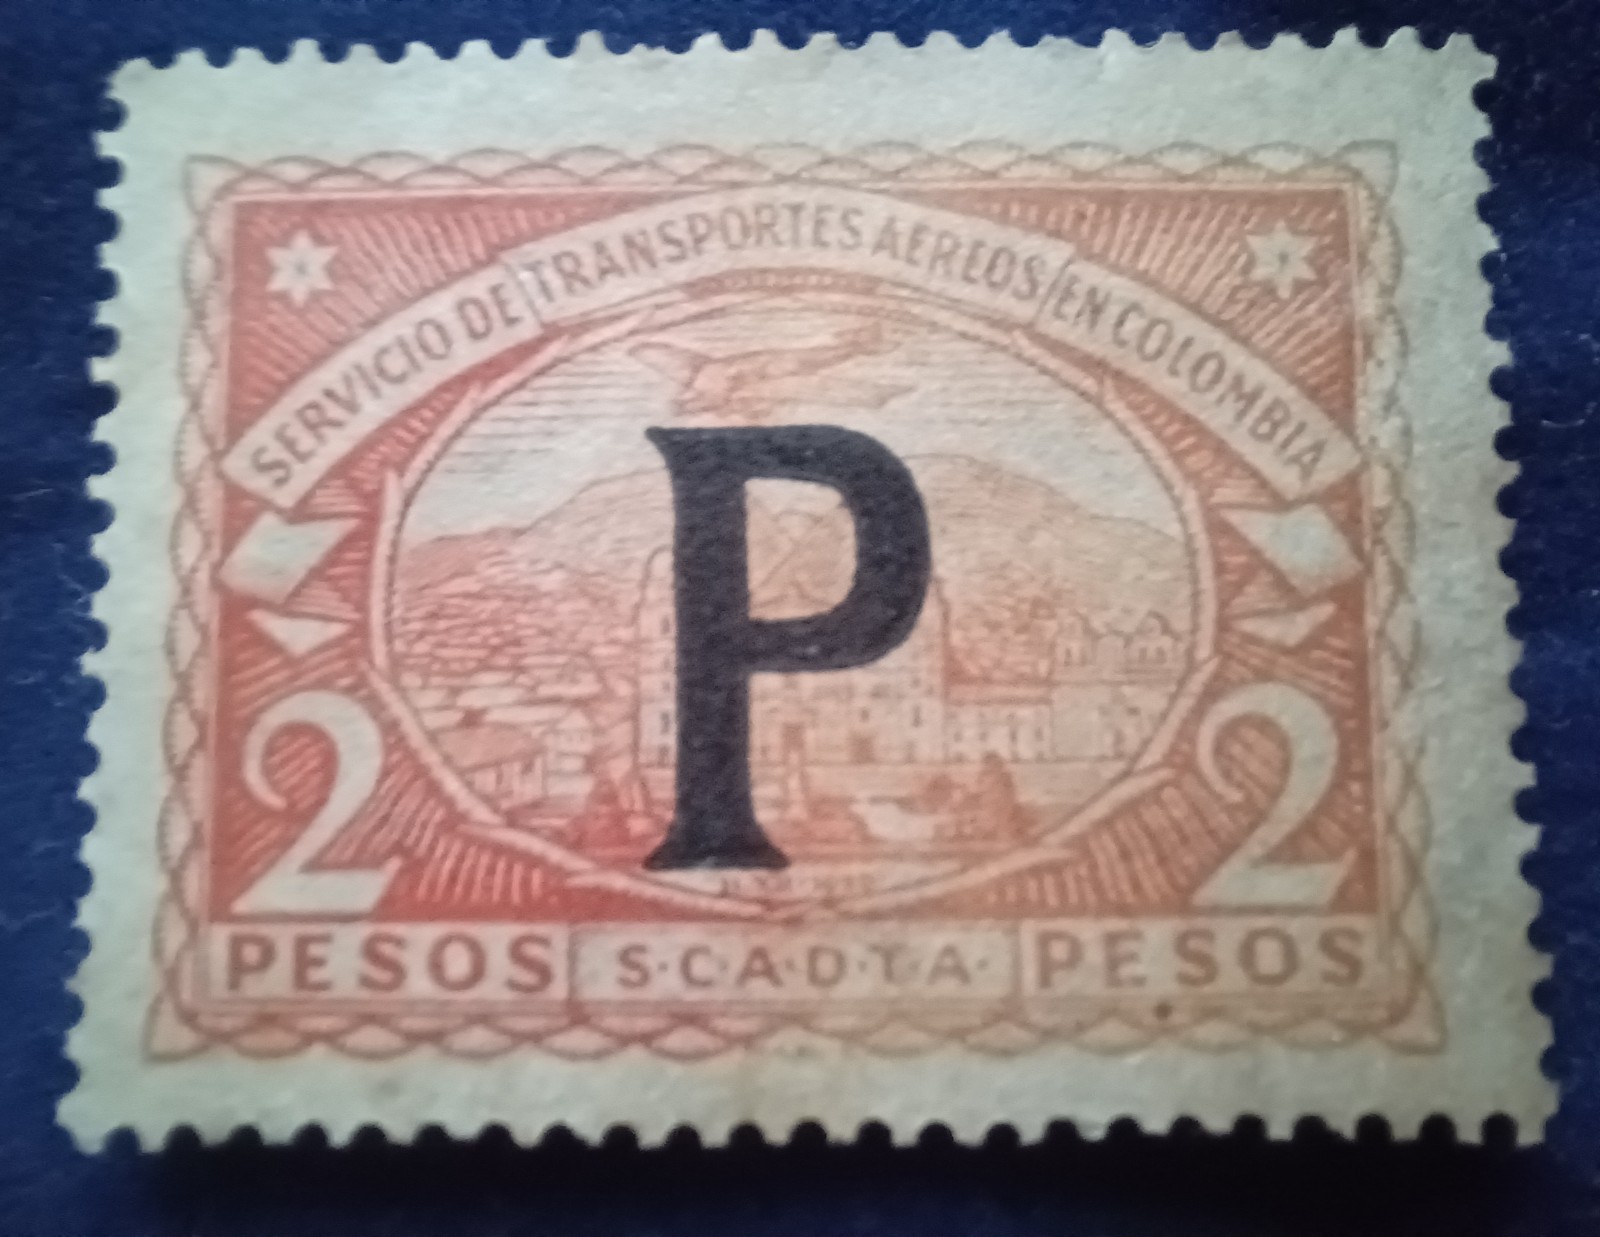 SERVICIO DE TRANSPORTES AEREOS EN COLOMBIA
P
2 2
PESOS S·C·A·D·T·A· PESOS